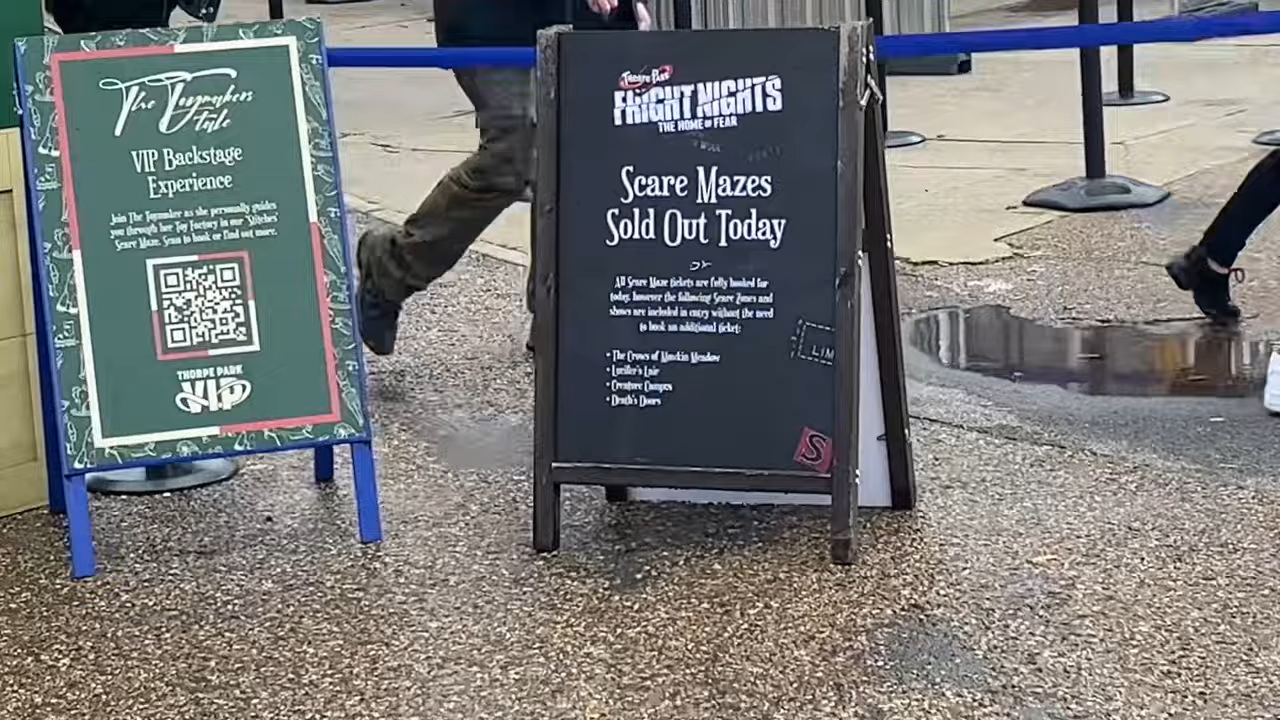 The Toymakers
tale
VIP Backstage
Experience
Join The Toymaker as she personally guides
you through her Toy Factory in our 'Stitches'
Scare Maze. Scan to book or find out more.
THORPE PARK
VIP
THORPE PARK
FRIGHT NIGHTS
THE HOME OF FEAR
Scare Mazes
Sold Out Today
All Scare Maze tickets are fully booked for
today, however the following Scare Zones and
shows are included in entry without the need
to book an additional ticket:
• The Crows of Mawkin Meadow
• Lucifer's Lair
• Creature Campus
• Death's Doors
LIM
S